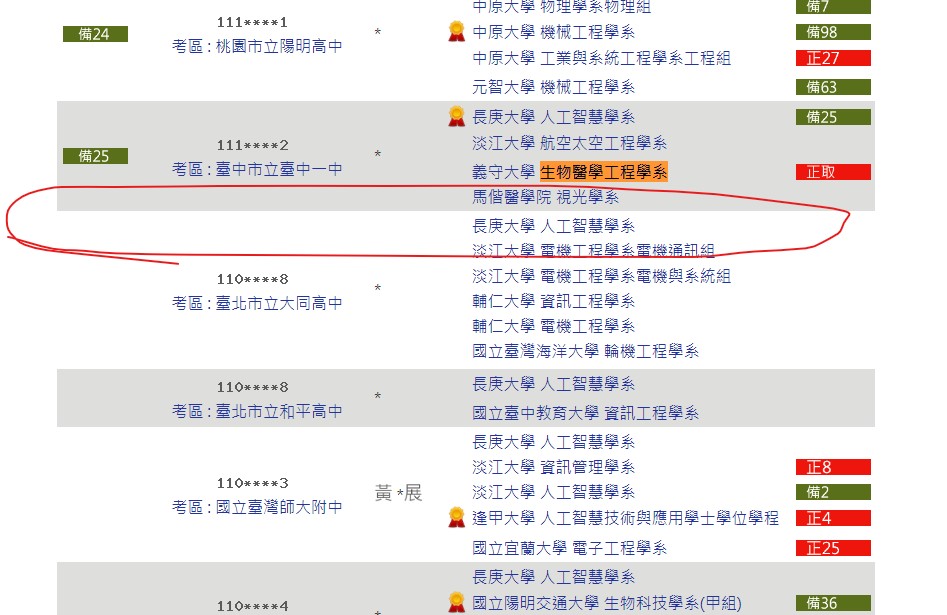 中原大學 物理學系物理組 備7
備24 111****1 * 中原大學 機械工程學系 備98
考區 : 桃園市立陽明高中
中原大學 工業與系統工程學系工程組 正27
元智大學 機械工程學系 備63
長庚大學 人工智慧學系 備25
淡江大學 航空太空工程學系
備25 111****2 *
考區 : 臺中市立臺中一中
義守大學 生物醫學工程學系 正取
馬偕醫學院 視光學系
長庚大學 人工智慧學系
淡江大學 電機工程學系電機通訊組
110****8 * 淡江大學 電機工程學系電機與系統組
考區 : 臺北市立大同高中
輔仁大學 資訊工程學系
輔仁大學 電機工程學系
國立臺灣海洋大學 輪機工程學系
110****8 * 長庚大學 人工智慧學系
考區 : 臺北市立和平高中
國立臺中教育大學 資訊工程學系
長庚大學 人工智慧學系
淡江大學 資訊管理學系 正8
110****3 黃*展 淡江大學 人工智慧學系 備2
考區 : 國立臺灣師大附中
逢甲大學 人工智慧技術與應用學士學位學程 正4
國立宜蘭大學 電子工程學系 正25
長庚大學 人工智慧學系
110****4 * 國立陽明交通大學 生物科技學系(甲組) 備36